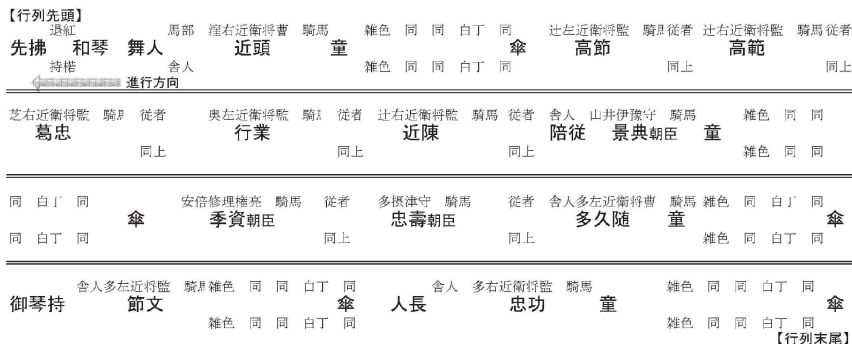 【行列先頭】
退紅 馬部 窪右近衛将曹 騎馬 雑色 同 同 白丁 同 辻左近衛将監 騎馬 従者 辻右近衛将監 騎馬 従者
先拂 和琴 舞人 近頭 童 傘 高節 高範
持楉 舎人 雑色 同 同 白丁 同 同上 同上
進行方向
芝右近衛将監 騎馬 従者 奥左近衛将監 騎馬 従者 辻右近衛将監 騎馬 従者 舎人 山井伊豫守 騎馬 雑色 同 同
葛忠 行業 近陳 陪従 景典朝臣 童
同上 同上 同上 雑色 同 同
同 白丁 同 安倍修理権亮 騎馬 従者 多摂津守 騎馬 従者 舎人多左近衛将曹 騎馬 雑色 同 同 白丁 同
傘 季資朝臣 忠壽朝臣 多久随 童 傘
同 白丁 同 同上 同上 雑色 同 同 白丁 同
舎人多左近将監 騎馬 雑色 同 同 白丁 同 舎人 多右近衛将監 騎馬 雑色 同 同 白丁 同
御琴持 節文 傘 人長 忠功 童 傘
雑色 同 同 白丁 同 雑色 同 同 白丁 同
【行列末尾】